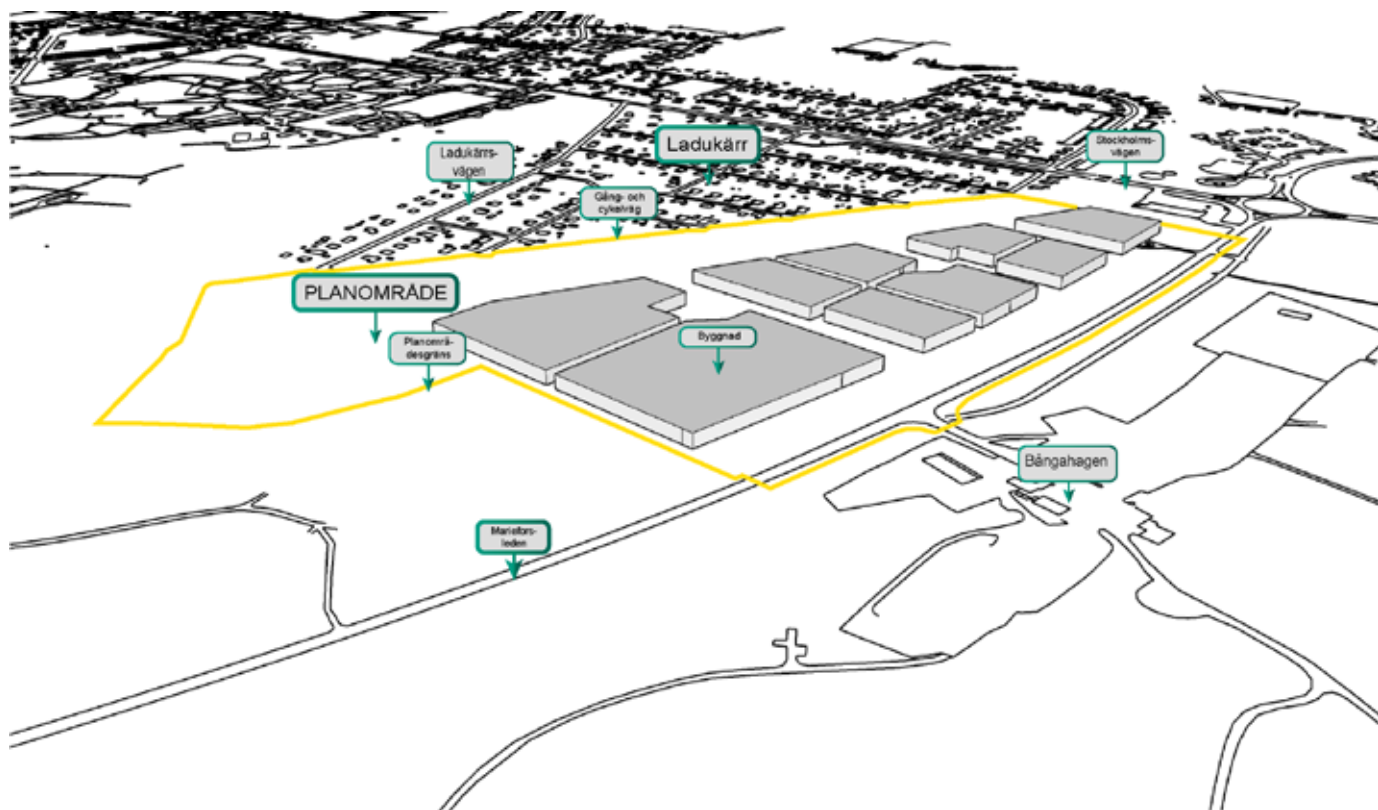 Ladukärrs-
vägen
Ladukärr
Stockholms-
vägen
Gång- och
cykelväg
PLANOMRÅDE
Planområ-
desgräns
Byggnad
Bångahagen
Mariefors-
leden